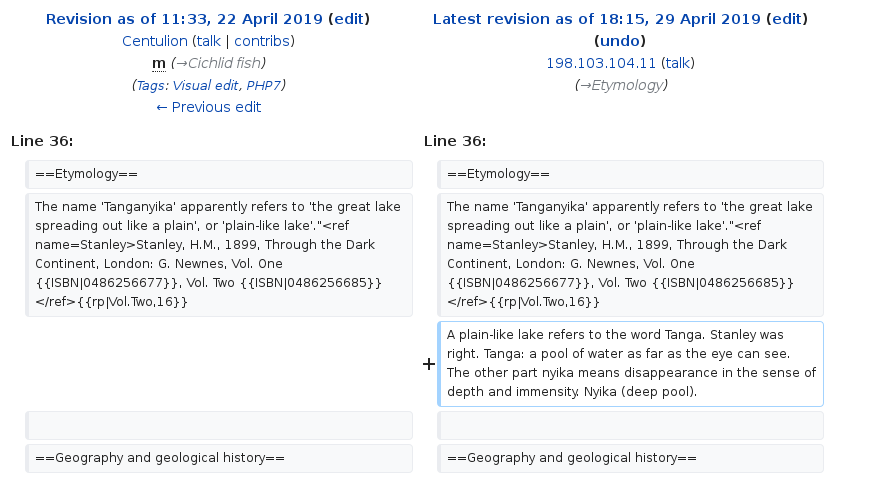 Revision as of 11:33, 22 April 2019 (edit)
Centulion (talk | contribs)
m (→Cichlid fish)
(Tags: Visual edit, PHP7)
← Previous edit
Latest revision as of 18:15, 29 April 2019 (edit)
(undo)
198.103.104.11 (talk)
(→Etymology)
Line 36:
Line 36:
==Etymology==
==Etymology==
The name 'Tanganyika' apparently refers to 'the great lake
spreading out like a plain', or 'plain-like lake'."<ref
name=Stanley>Stanley, H.M., 1899, Through the Dark
Continent, London: G. Newnes, Vol. One
{{ISBN|0486256677}}, Vol. Two {{ISBN|0486256685}}
</ref>{{rp|Vol.Two,16}}
The name 'Tanganyika' apparently refers to 'the great lake
spreading out like a plain', or 'plain-like lake'."<ref
name=Stanley>Stanley, H.M., 1899, Through the Dark
Continent, London: G. Newnes, Vol. One
{{ISBN|0486256677}}, Vol. Two {{ISBN|0486256685}}
</ref>{{rp|Vol.Two,16}}
+
A plain-like lake refers to the word Tanga. Stanley was
right. Tanga: a pool of water as far as the eye can see.
The other part nyika means disappearance in the sense of
depth and immensity. Nyika (deep pool).
==Geography and geological history==
==Geography and geological history==